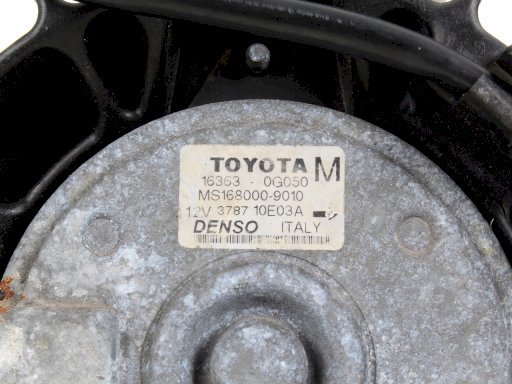 TOYOTA M
16363 - 0G050
MS168000-9010
12V 3787 10E03A
DENSO ITALY